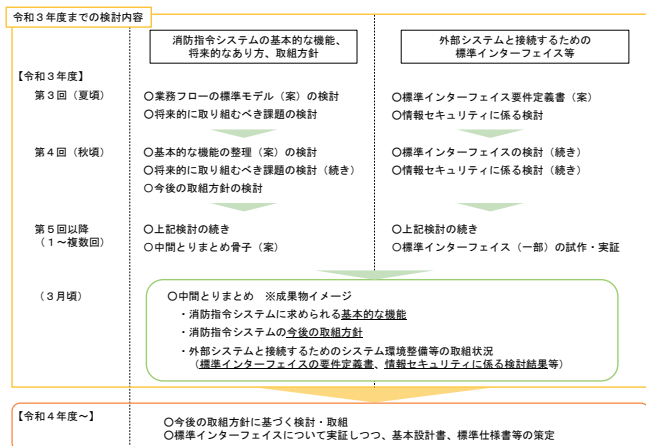 令和３年度までの検討内容
消防指令システムの基本的な機能、
将来的なあり方、取組方針
外部システムと接続するための
標準インターフェイス等
【令和３年度】
第３回（夏頃）
○業務フローの標準モデル（案）の検討
○将来的に取り組むべき課題の検討
○標準インターフェイス要件定義書（案）
○情報セキュリティに係る検討
第４回（秋頃）
○基本的な機能の整理（案）の検討
○将来的に取り組むべき課題の検討（続き）
○今後の取組方針の検討
○標準インターフェイスの検討（続き）
○情報セキュリティに係る検討（続き）
第５回以降
（１～複数回）
○上記検討の続き
○中間とりまとめ骨子（案）
○上記検討の続き
○標準インターフェイス（一部）の試作・実証
（３月頃）
○中間とりまとめ　※成果物イメージ
・消防指令システムに求められる基本的な機能
・消防指令システムの今後の取組方針
・外部システムと接続するためのシステム環境整備等の取組状況
（標準インターフェイスの要件定義書、情報セキュリティに係る検討結果等）
【令和４年度～】
○今後の取組方針に基づく検討・取組
○標準インターフェイスについて実証しつつ、基本設計書、標準仕様書等の策定